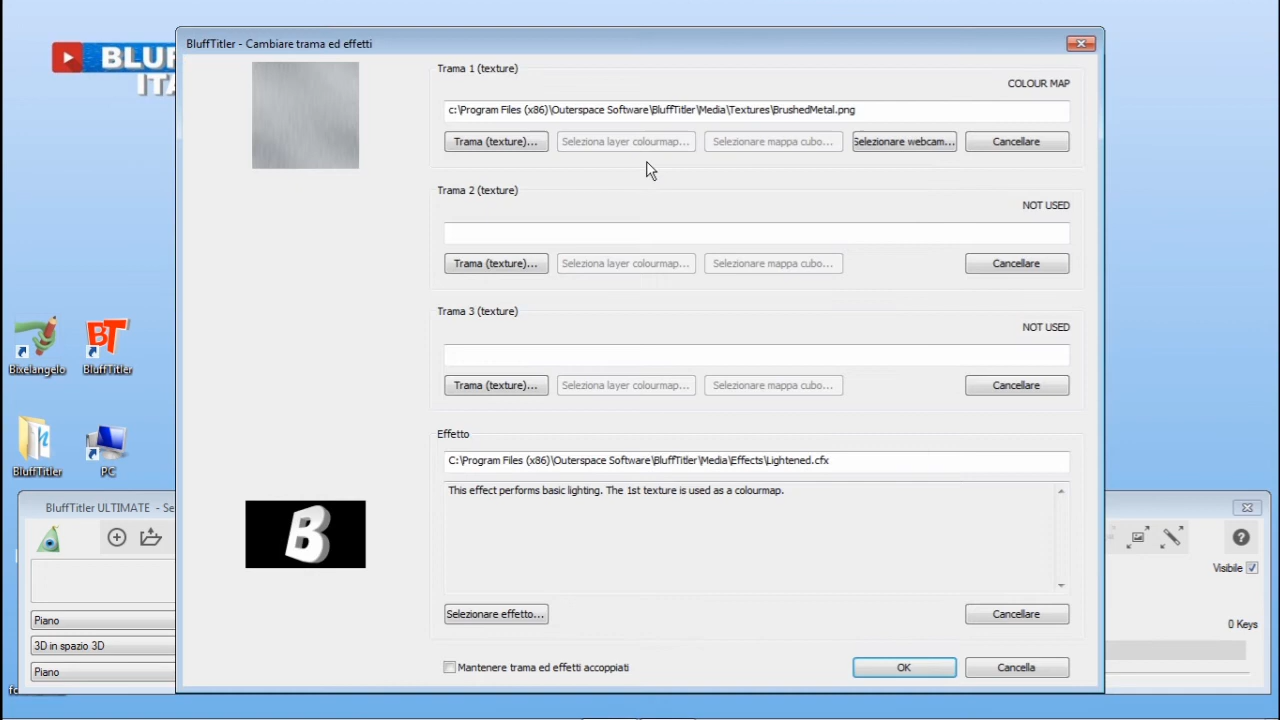 BluffTitler - Cambiare trama ed effetti
BLUF
ITA
Trama 1 (texture)
COLOUR MAP
c:\Program Files (x86)\Outerspace Software\BluffTitler\Media\Textures\BrushedMetal.png
Trama (texture)... Seleziona layer colourmap... Selezionare mappa cubo... Selezionare webcam... Cancellare
Trama 2 (texture)
NOT USED
Trama (texture)... Seleziona layer colourmap... Selezionare mappa cubo... Cancellare
Trama 3 (texture)
NOT USED
Trama (texture)... Seleziona layer colourmap... Selezionare mappa cubo... Cancellare
Bixelangelo BT BluffTitler
Effetto
C:\Program Files (x86)\Outerspace Software\BluffTitler\Media\Effects\Lightened.cfx
This effect performs basic lighting. The 1st texture is used as a colourmap.
BluffTitler PC
B
BluffTitler ULTIMATE - Se
Visibile
Selezionare effetto... Cancellare
Piano
0 Keys
3D in spazio 3D
Mantenere trama ed effetti accoppiati OK Cancella
Piano